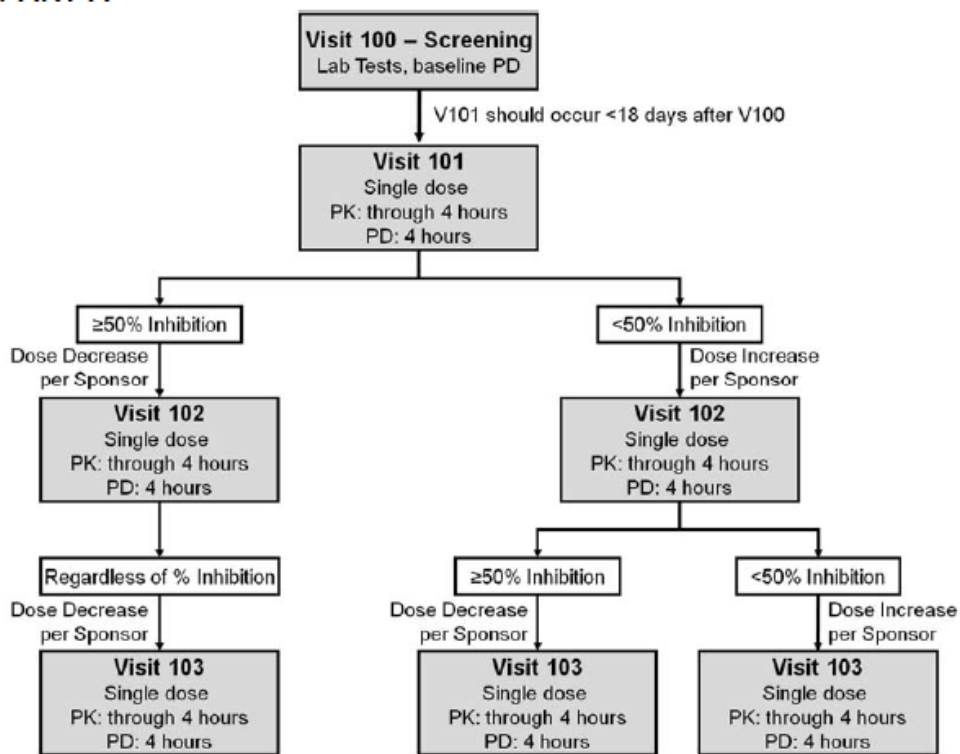 Visit 100 – Screening
Lab Tests, baseline PD
V101 should occur <18 days after V100
Visit 101
Single dose
PK: through 4 hours
PD: 4 hours
≥50% Inhibition
<50% Inhibition
Dose Decrease
per Sponsor
Dose Increase
per Sponsor
Visit 102
Single dose
PK: through 4 hours
PD: 4 hours
Visit 102
Single dose
PK: through 4 hours
PD: 4 hours
Regardless of % Inhibition
≥50% Inhibition
<50% Inhibition
Dose Decrease
per Sponsor
Dose Decrease
per Sponsor
Dose Increase
per Sponsor
Visit 103
Single dose
PK: through 4 hours
PD: 4 hours
Visit 103
Single dose
PK: through 4 hours
PD: 4 hours
Visit 103
Single dose
PK: through 4 hours
PD: 4 hours